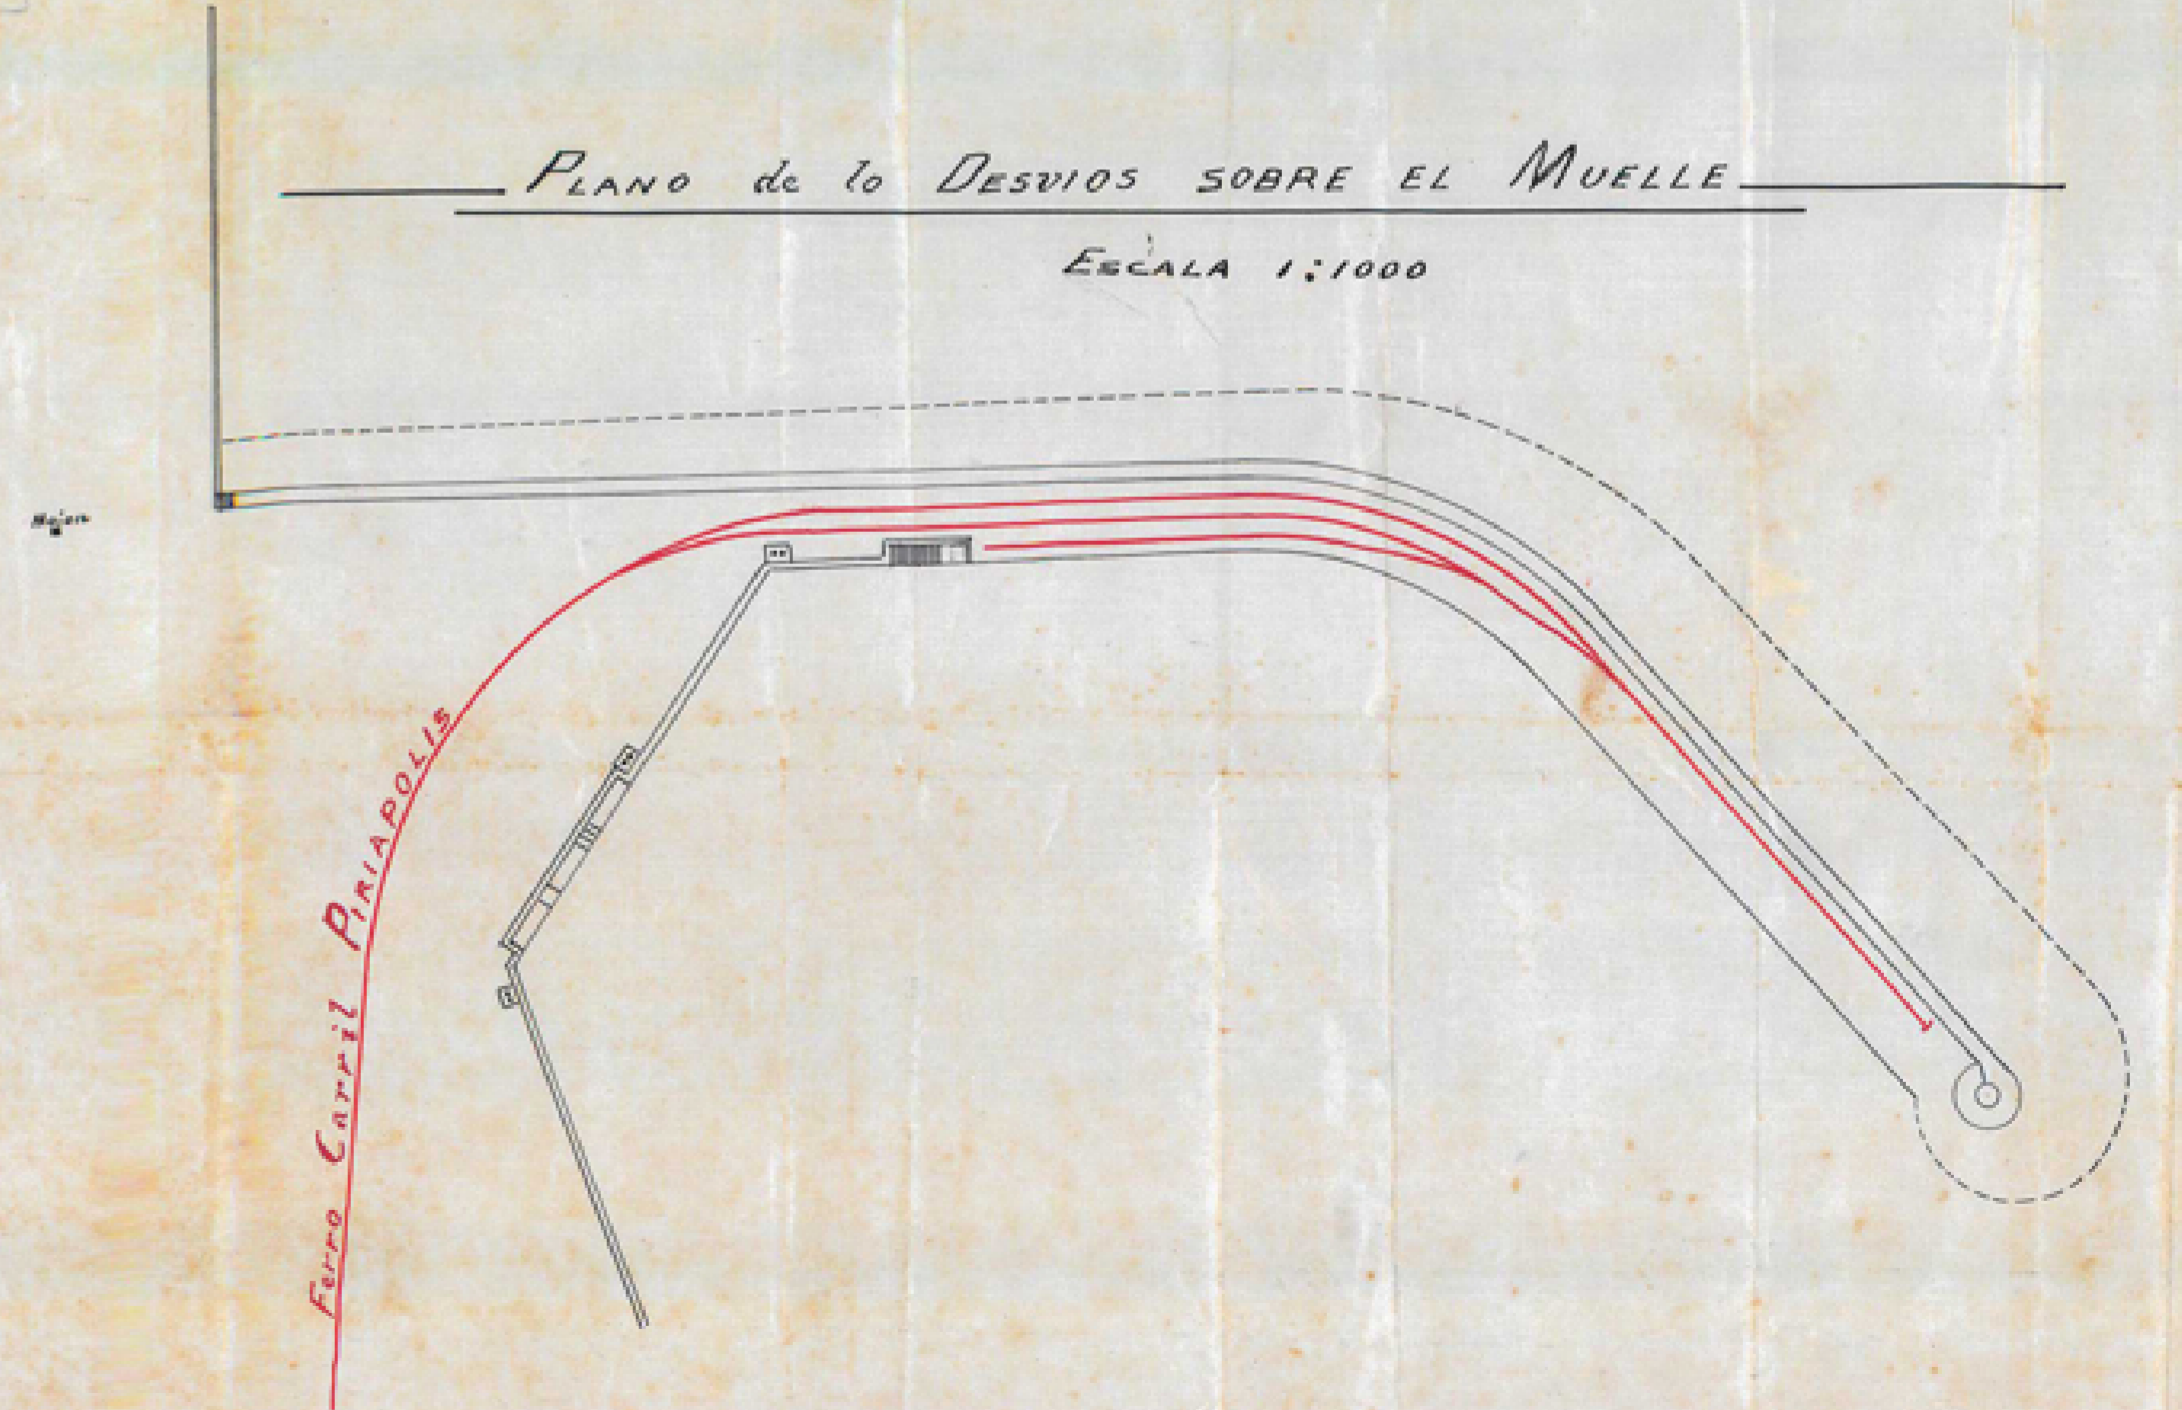 PLANO de lo DESVIOS SOBRE EL MUELLE
ESCALA 1:1000
Ferro Carril PIRIAPOLIS